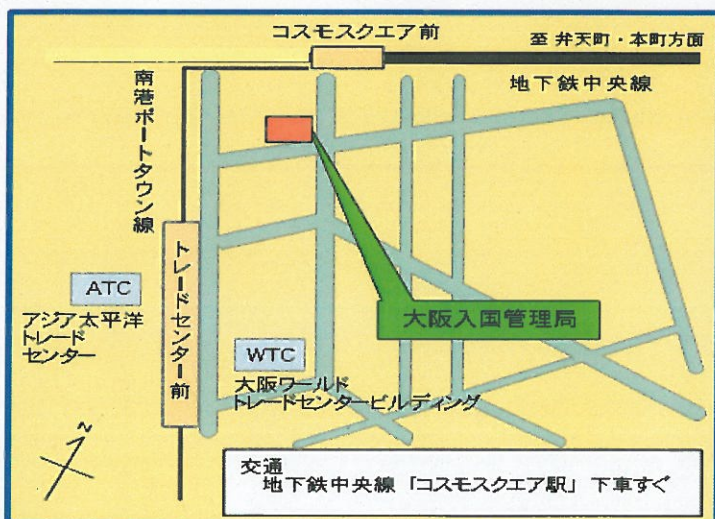 コスモスクエア前
至 弁天町・本町方面
地下鉄中央線
南港ポートタウン線
トレードセンター前
ATC
アジア太平洋
トレード
センター
大阪入国管理局
WTC
大阪ワールド
トレードセンタービルディング
N
交通
地下鉄中央線「コスモスクエア駅」下車すぐ